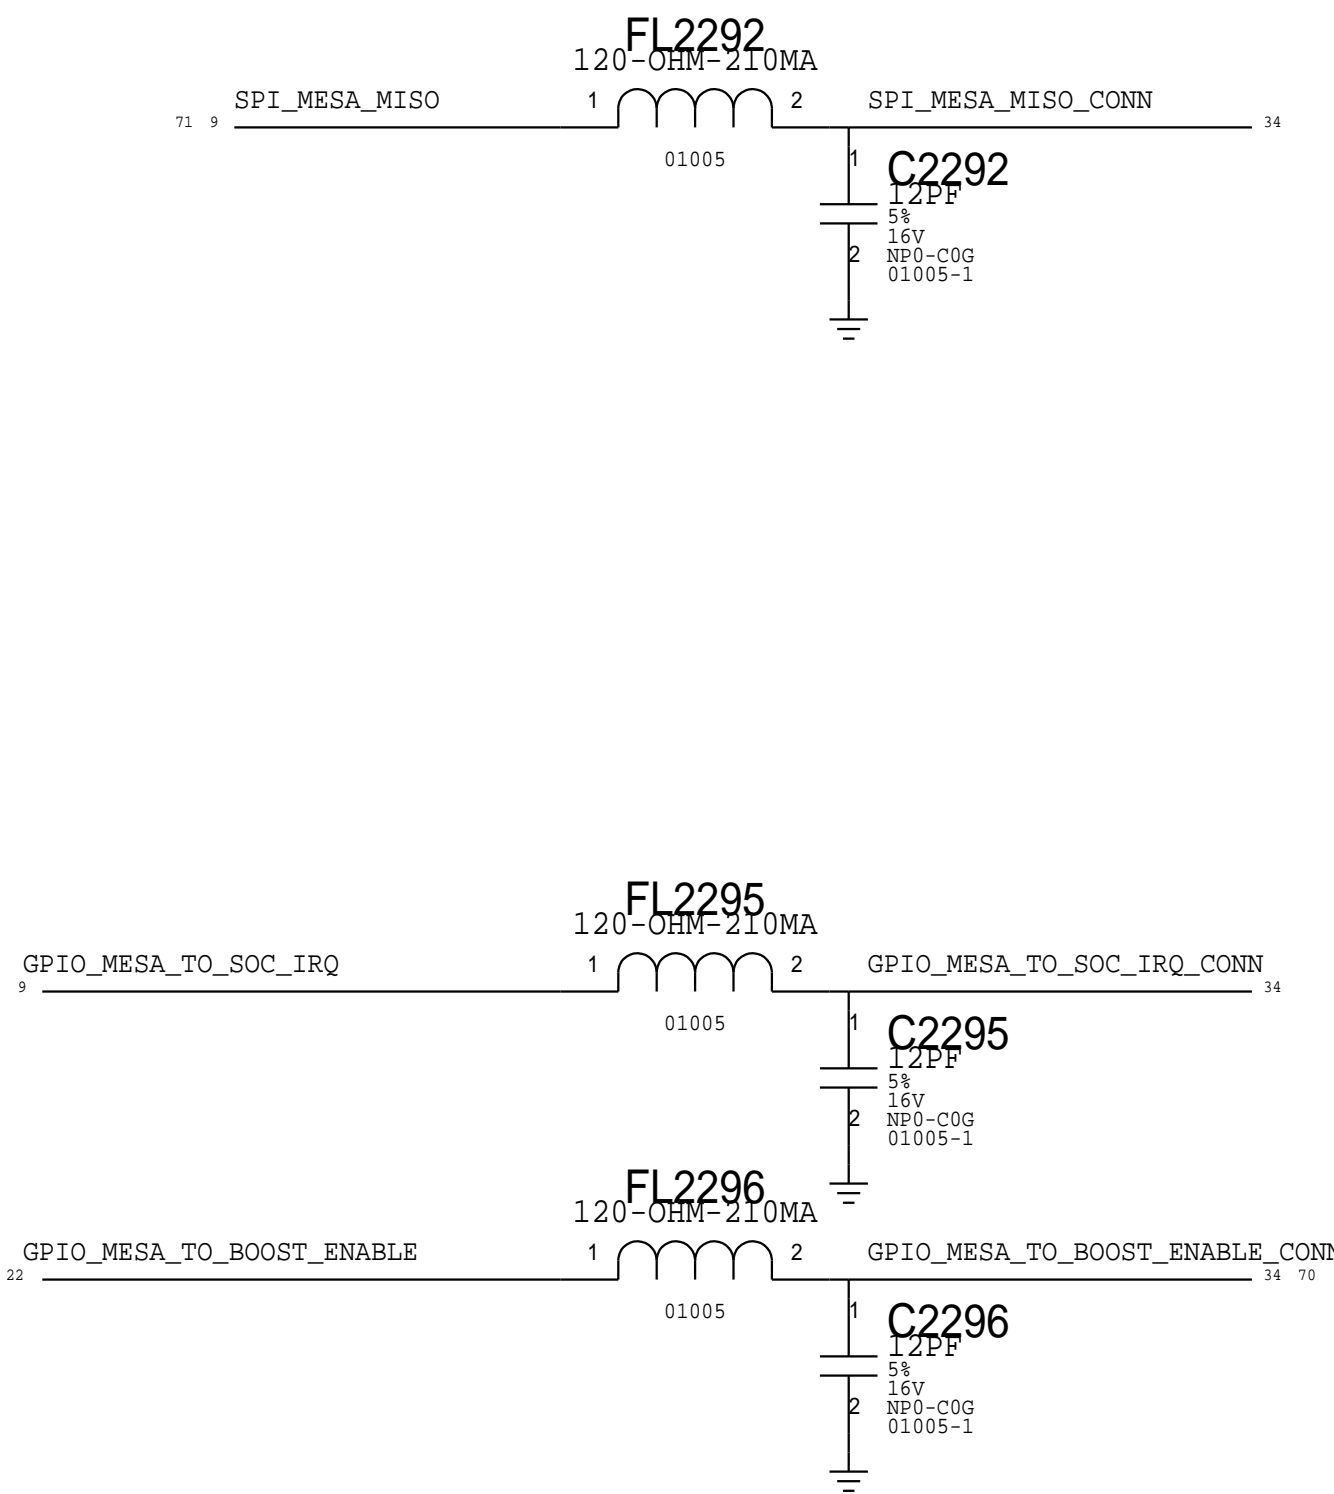 FL2292
120-OHM-210MA
SPI_MESA_MISO 1 2 SPI_MESA_MISO_CONN
71 9 34
01005
1 C2292
12PF
5%
16V
2 NP0-C0G
01005-1
FL2295
120-OHM-210MA
GPIO_MESA_TO_SOC_IRQ 1 2 GPIO_MESA_TO_SOC_IRQ_CONN
9 34
01005
1 C2295
12PF
5%
16V
2 NP0-C0G
01005-1
FL2296
120-OHM-210MA
GPIO_MESA_TO_BOOST_ENABLE 1 2 GPIO_MESA_TO_BOOST_ENABLE_CONN
22 34 70
01005
1 C2296
12PF
5%
16V
2 NP0-C0G
01005-1